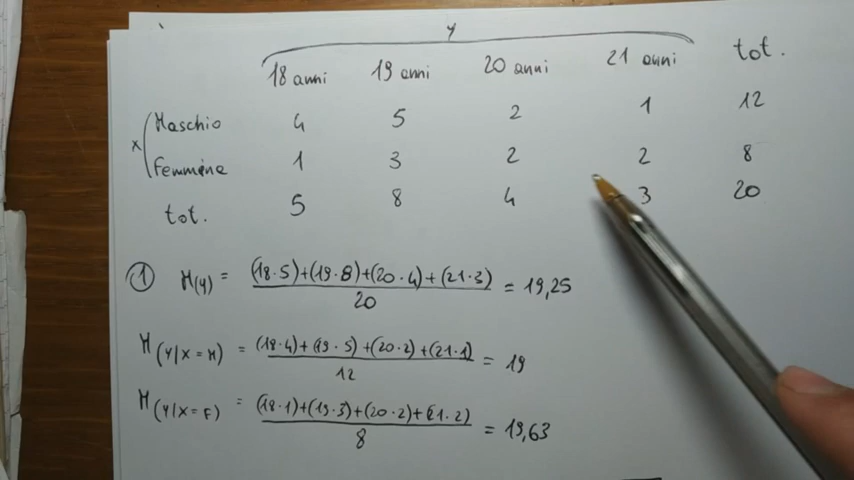 y
18 anni 19 anni 20 anni 21 anni tot.
x Maschio 4 5 2 1 12
Femmina 1 3 2 2 8
tot. 5 8 4 3 20
① M(y) = (18·5)+(19·8)+(20·4)+(21·3) / 20 = 19,25
M(Y/X=M) = (18·4)+(19·5)+(20·2)+(21·1) / 12 = 19
M(Y/X=F) = (18·1)+(19·3)+(20·2)+(21·2) / 8 = 19,63